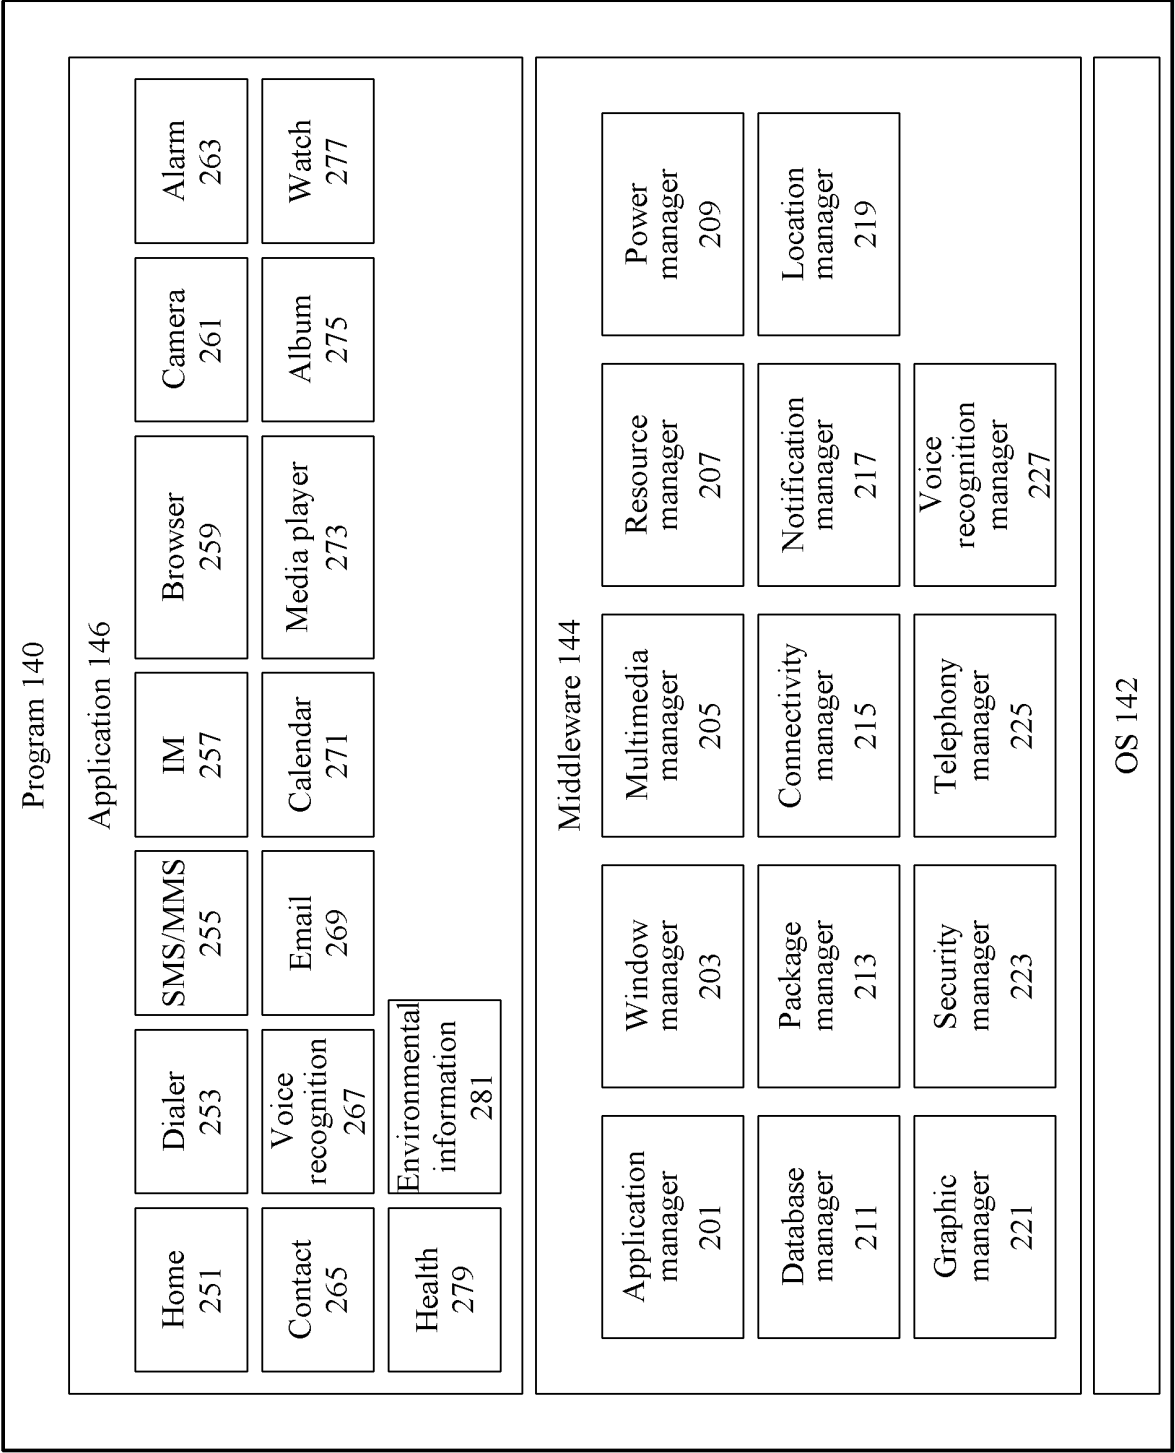 Program 140
Application 146
Home
251
Dialer
253
SMS/MMS
255
IM
257
Browser
259
Camera
261
Alarm
263
Contact
265
Voice
recognition
267
Email
269
Calendar
271
Media player
273
Album
275
Watch
277
Health
279
Environmental
information
281
Middleware 144
Application
manager
201
Window
manager
203
Multimedia
manager
205
Resource
manager
207
Power
manager
209
Database
manager
211
Package
manager
213
Connectivity
manager
215
Notification
manager
217
Location
manager
219
Graphic
manager
221
Security
manager
223
Telephony
manager
225
Voice
recognition
manager
227
OS 142